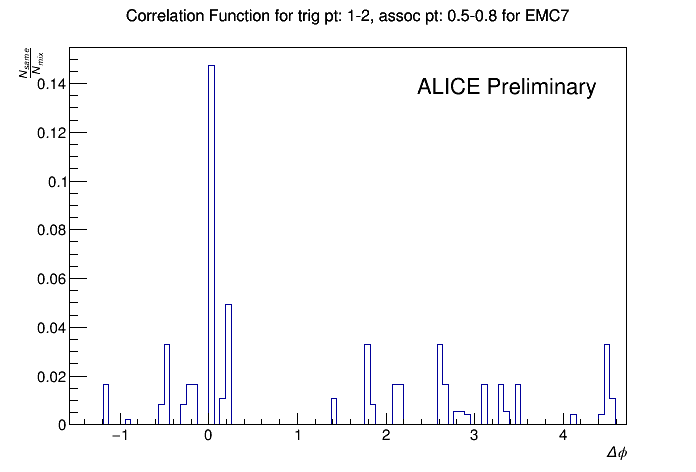 Correlation Function for trig pt: 1-2, assoc pt: 0.5-0.8 for EMC7
N_same
N_mix
ALICE Preliminary
0.14
0.12
0.1
0.08
0.06
0.04
0.02
0
−1 0 1 2 3 4
Δϕ